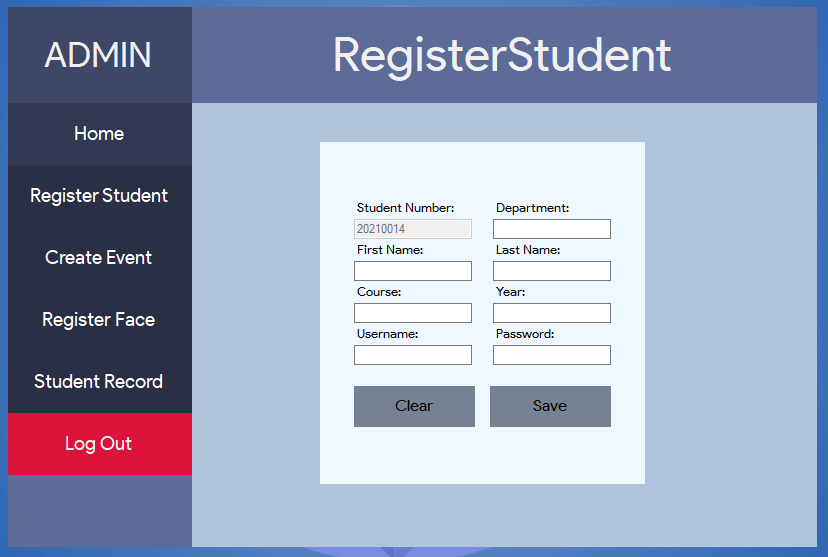 ADMIN
RegisterStudent
Home
Register Student
Create Event
Register Face
Student Record
Log Out
Student Number:
Department:
20210014
First Name:
Last Name:
Course:
Year:
Username:
Password:
Clear
Save